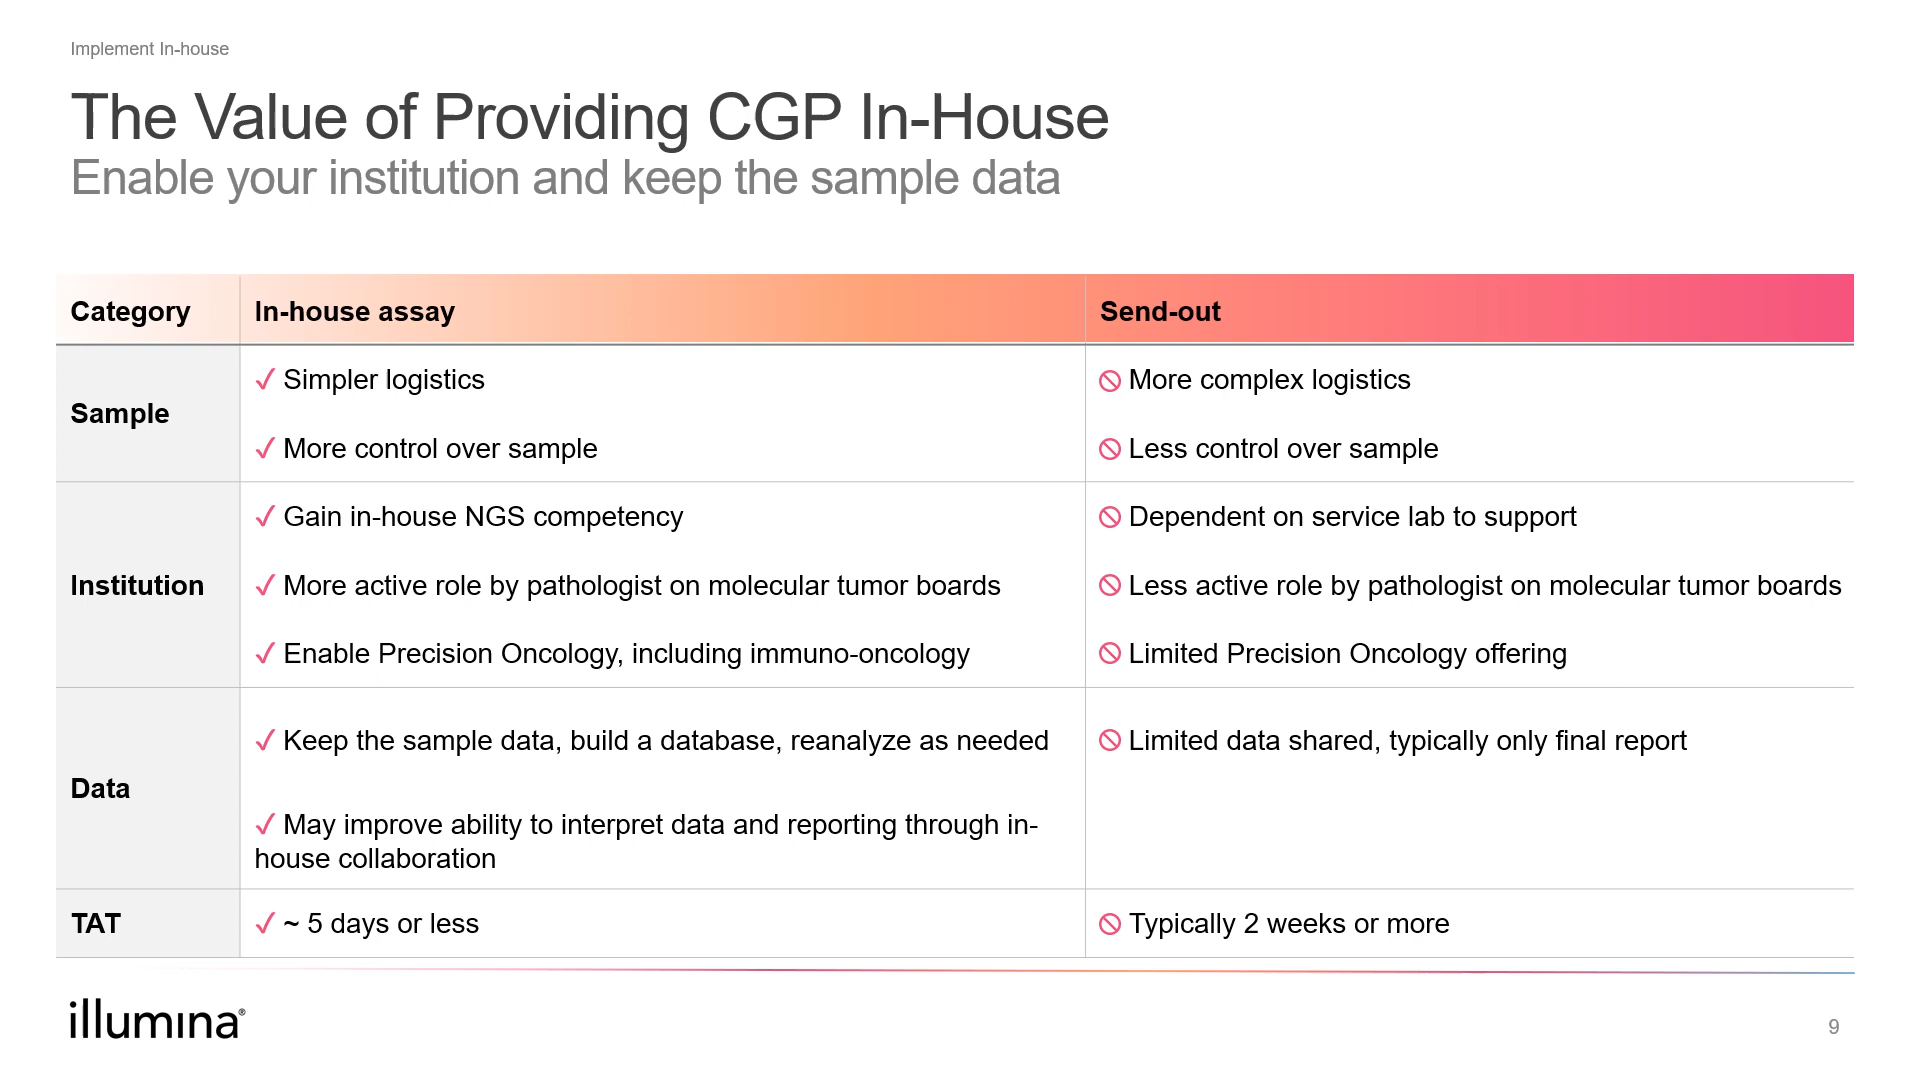 Implement In-house
The Value of Providing CGP In-House
Enable your institution and keep the sample data
Category
In-house assay
Send-out
Sample
✓ Simpler logistics
✓ More control over sample
🛇 More complex logistics
🛇 Less control over sample
Institution
✓ Gain in-house NGS competency
✓ More active role by pathologist on molecular tumor boards
✓ Enable Precision Oncology, including immuno-oncology
🛇 Dependent on service lab to support
🛇 Less active role by pathologist on molecular tumor boards
🛇 Limited Precision Oncology offering
Data
✓ Keep the sample data, build a database, reanalyze as needed
✓ May improve ability to interpret data and reporting through in-
house collaboration
🛇 Limited data shared, typically only final report
TAT
✓ ~ 5 days or less
🛇 Typically 2 weeks or more
illumina®
9